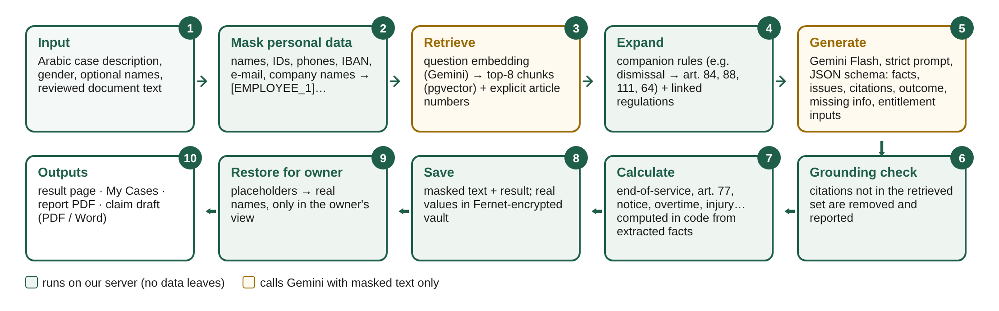 1
Input
Arabic case description,
gender, optional names,
reviewed document text
2
Mask personal data
names, IDs, phones, IBAN,
e-mail, company names →
[EMPLOYEE_1]…
3
Retrieve
question embedding
(Gemini) → top-8 chunks
(pgvector) + explicit article
numbers
4
Expand
companion rules (e.g.
dismissal → art. 84, 88,
111, 64) + linked
regulations
5
Generate
Gemini Flash, strict prompt,
JSON schema: facts,
issues, citations, outcome,
missing info, entitlement
inputs
6
Grounding check
citations not in the retrieved
set are removed and
reported
7
Calculate
end-of-service, art. 77,
notice, overtime, injury…
computed in code from
extracted facts
8
Save
masked text + result; real
values in Fernet-encrypted
vault
9
Restore for owner
placeholders → real
names, only in the owner's
view
10
Outputs
result page · My Cases ·
report PDF · claim draft
(PDF / Word)
runs on our server (no data leaves)
calls Gemini with masked text only